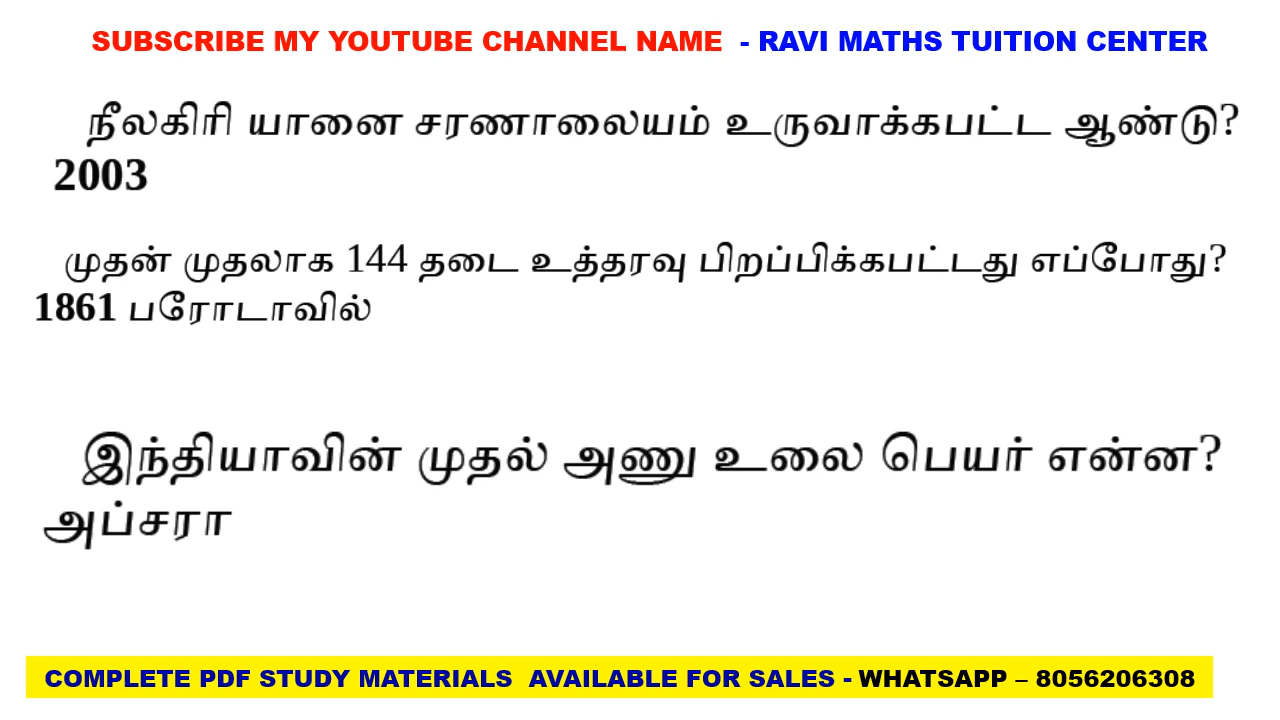 SUBSCRIBE MY YOUTUBE CHANNEL NAME - RAVI MATHS TUITION CENTER
நீலகிரி யானை சரணாலையம் உருவாக்கபட்ட ஆண்டு?
2003
முதன் முதலாக 144 தடை உத்தரவு பிறப்பிக்கபட்டது எப்போது?
1861 பரோடாவில்
இந்தியாவின் முதல் அணு உலை பெயர் என்ன?
அப்சரா
COMPLETE PDF STUDY MATERIALS AVAILABLE FOR SALES - WHATSAPP – 8056206308